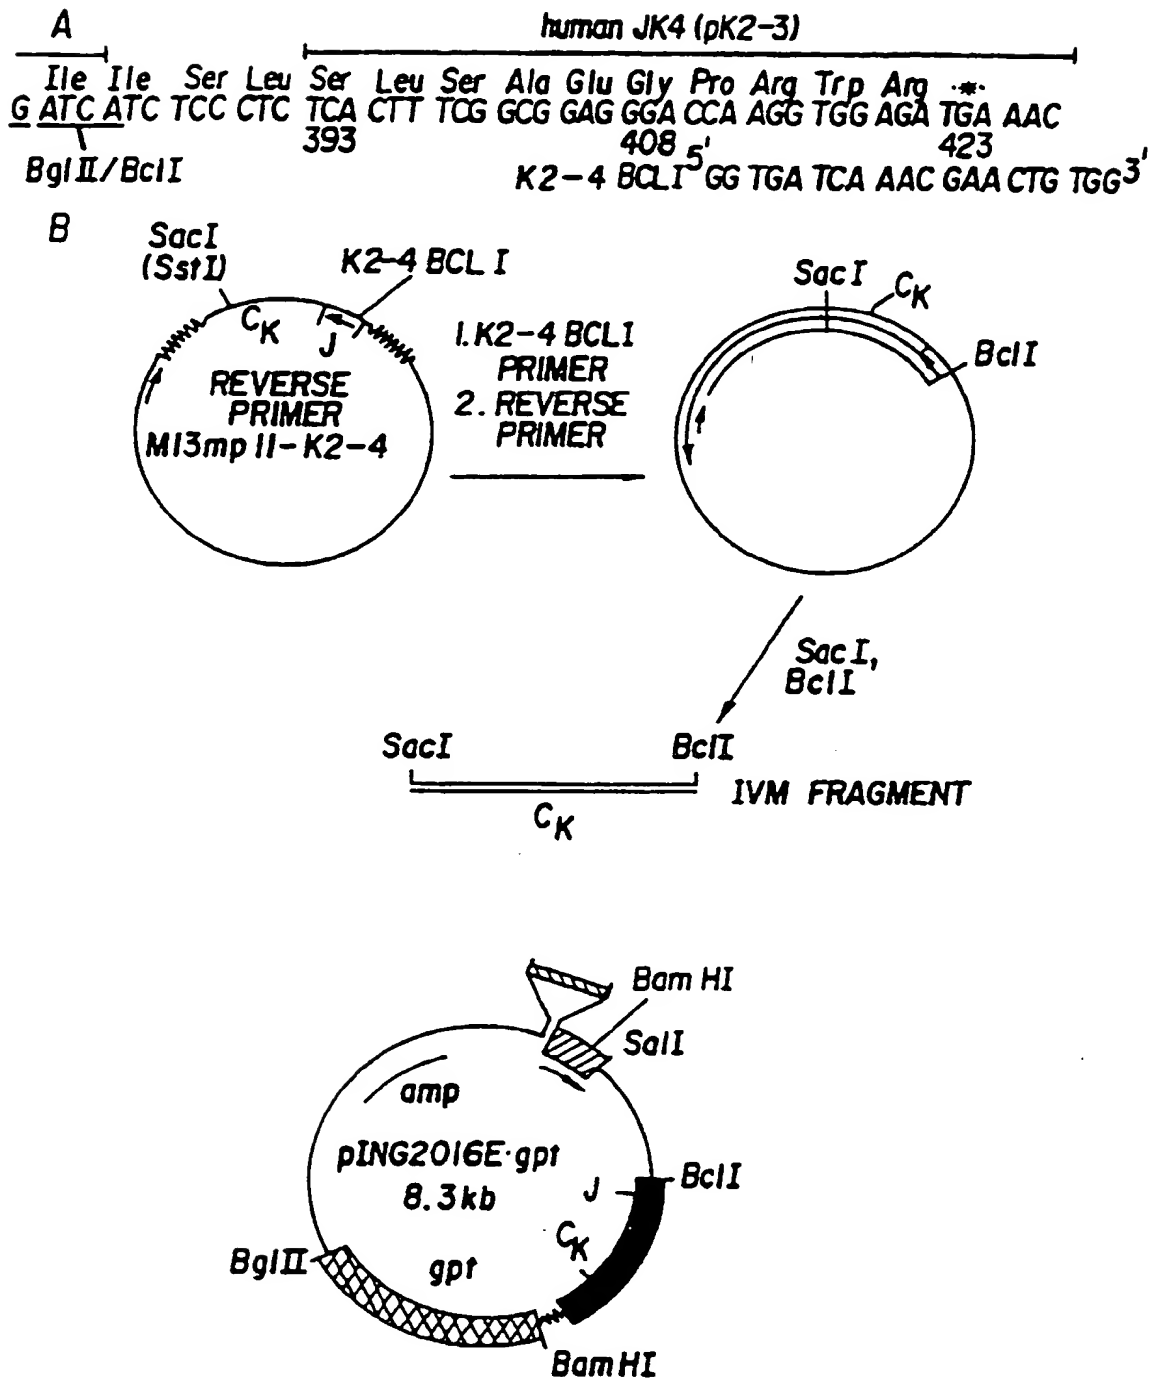 A
human JK4 (pK2-3)
Ile Ile Ser Leu Ser Leu Ser Ala Glu Gly Pro Arg Trp Arg *
G ATC ATC TCC CTC TCA CTT TCG GCG GAG GGA CCA AGG TGG AGA TGA AAC
393 408 423
BglII/BclI
K2-4 BCLI 5' GG TGA TCA AAC GAA CTG TGG 3'
B
SacI
(SstI)
K2-4 BCL I
CK
J
REVERSE
PRIMER
M13mp II-K2-4
1. K2-4 BCLI
PRIMER
2. REVERSE
PRIMER
SacI
CK
BclI
SacI,
BclI
SacI
BclI
CK
IVM FRAGMENT
Bam HI
SalI
amp
pING2016E·gpt
8.3kb
J
BclI
CK
BglII
gpt
BamHI